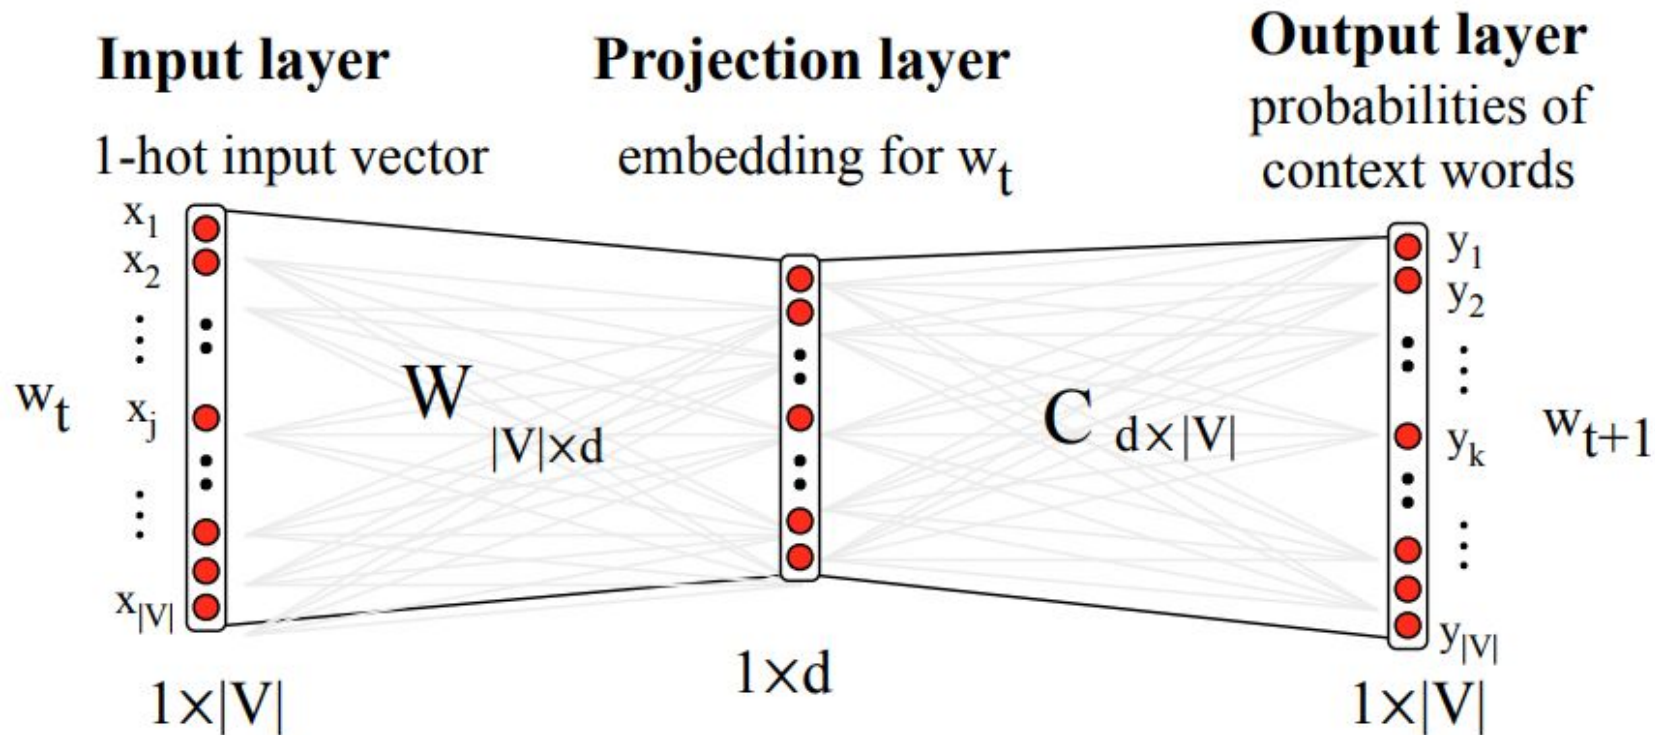 Input layer
1-hot input vector
Projection layer
embedding for wt
Output layer
probabilities of
context words
x1
x2
⋮
xj
⋮
x|V|
wt
W |V|×d
C d×|V|
y1
y2
⋮
yk
⋮
y|V|
wt+1
1×|V|
1×d
1×|V|